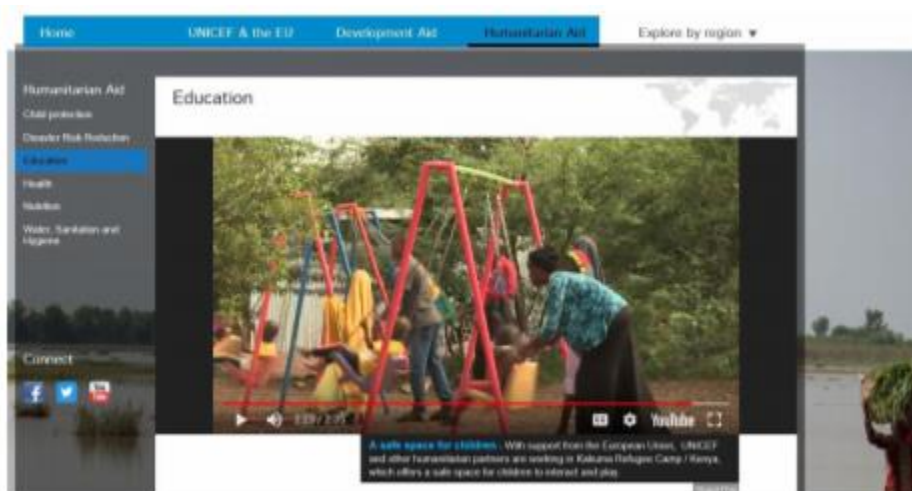 Home UNICEF & the EU Development Aid Humanitarian Aid Explore by region
Humanitarian Aid
Child protection
Disaster Risk Reduction
Education
Health
Nutrition
Water, Sanitation and
Hygiene
Education
Connect
YouTube
A safe space for children : With support from the European Union, UNICEF
and other humanitarian partners are working in Kakuma Refugee Camp / Kenya,
which offers a safe space for children to interact and play